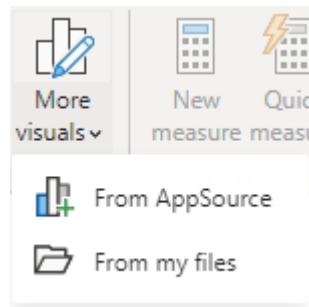 More
visuals
New
measure
From AppSource
From my files